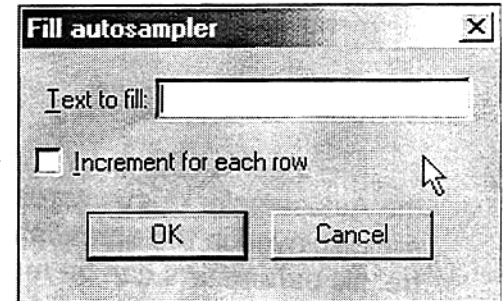 Fill autosampler
Text to fill:
Increment for each row
OK
Cancel